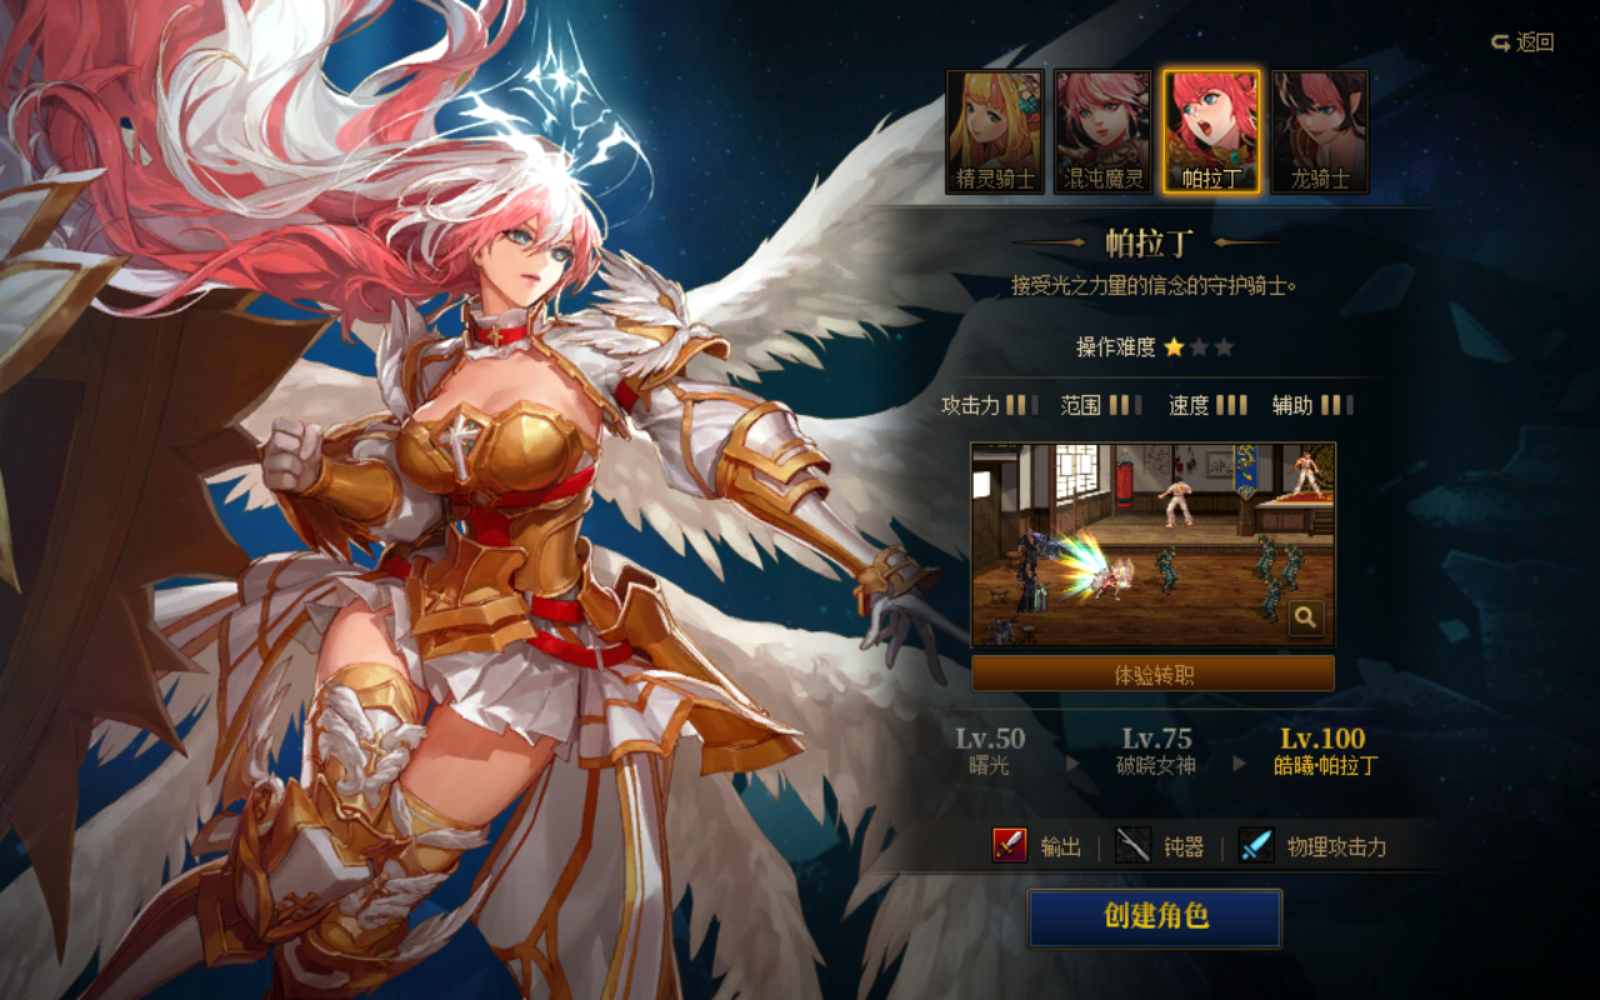 返回
精灵骑士 混沌魔灵 帕拉丁 龙骑士
帕拉丁
接受光之力量的信念的守护骑士。
操作难度
攻击力 范围 速度 辅助
体验转职
Lv.50 Lv.75 Lv.100
曙光 破晓女神 皓曦·帕拉丁
输出 | 钝器 | 物理攻击力
创建角色